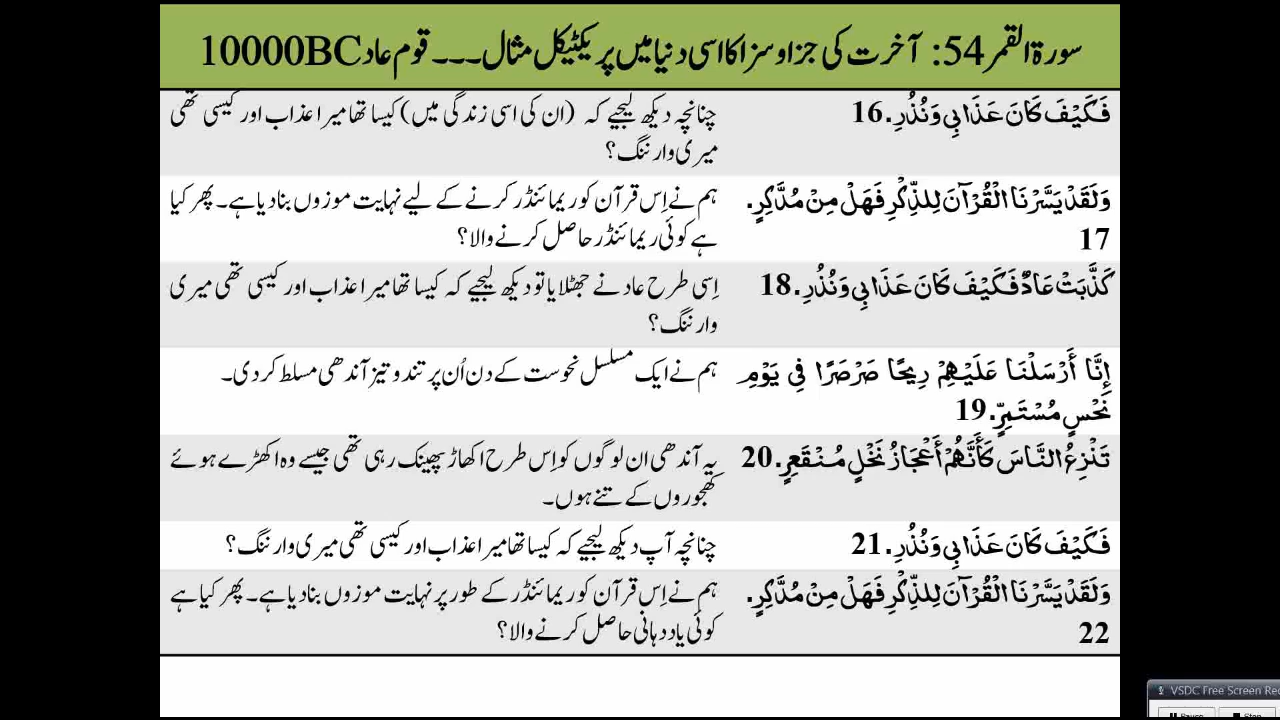 سورۃ القمر 54: آخرت کی جزا و سزا کا اسی دنیا میں پریکٹیکل مثال۔۔۔ قوم عاد 10000BC
فَكَيْفَ كَانَ عَذَابِي وَنُذُرِ. 16
چنانچہ دیکھ لیجیے کہ (ان کی اسی زندگی میں) کیسا تھا میرا عذاب اور کیسی تھی
میری وارننگ؟
وَلَقَدْ يَسَّرْنَا الْقُرْآنَ لِلذِّكْرِ فَهَلْ مِنْ مُدَّكِرٍ.
17
ہم نے اِس قرآن کو ریمائنڈر کرنے کے لیے نہایت موزوں بنا دیا ہے۔ پھر کیا
ہے کوئی ریمائنڈر حاصل کرنے والا؟
كَذَّبَتْ عَادٌ فَكَيْفَ كَانَ عَذَابِي وَنُذُرِ. 18
اِسی طرح عاد نے جھٹلایا تو دیکھ لیجیے کہ کیسا تھا میرا عذاب اور کیسی تھی میری
وارننگ؟
إِنَّا أَرْسَلْنَا عَلَيْهِمْ رِيحًا صَرْصَرًا فِي يَوْمِ
نَحْسٍ مُسْتَمِرٍّ. 19
ہم نے ایک مسلسل نحوست کے دن اُن پر تند و تیز آندھی مسلط کر دی۔
تَنْزِعُ النَّاسَ كَأَنَّهُمْ أَعْجَازُ نَخْلٍ مُنْقَعِرٍ. 20
یہ آندھی ان لوگوں کو اِس طرح اکھاڑ پھینک رہی تھی جیسے وہ اکھڑے ہوئے
کھجوروں کے تنے ہوں۔
فَكَيْفَ كَانَ عَذَابِي وَنُذُرِ. 21
چنانچہ آپ دیکھ لیجیے کہ کیسا تھا میرا عذاب اور کیسی تھی میری وارننگ؟
وَلَقَدْ يَسَّرْنَا الْقُرْآنَ لِلذِّكْرِ فَهَلْ مِنْ مُدَّكِرٍ.
22
ہم نے اِس قرآن کو ریمائنڈر کے طور پر نہایت موزوں بنا دیا ہے۔ پھر کیا ہے
کوئی یاد دہانی حاصل کرنے والا؟
VSDC Free Screen Rec
Pause Stop